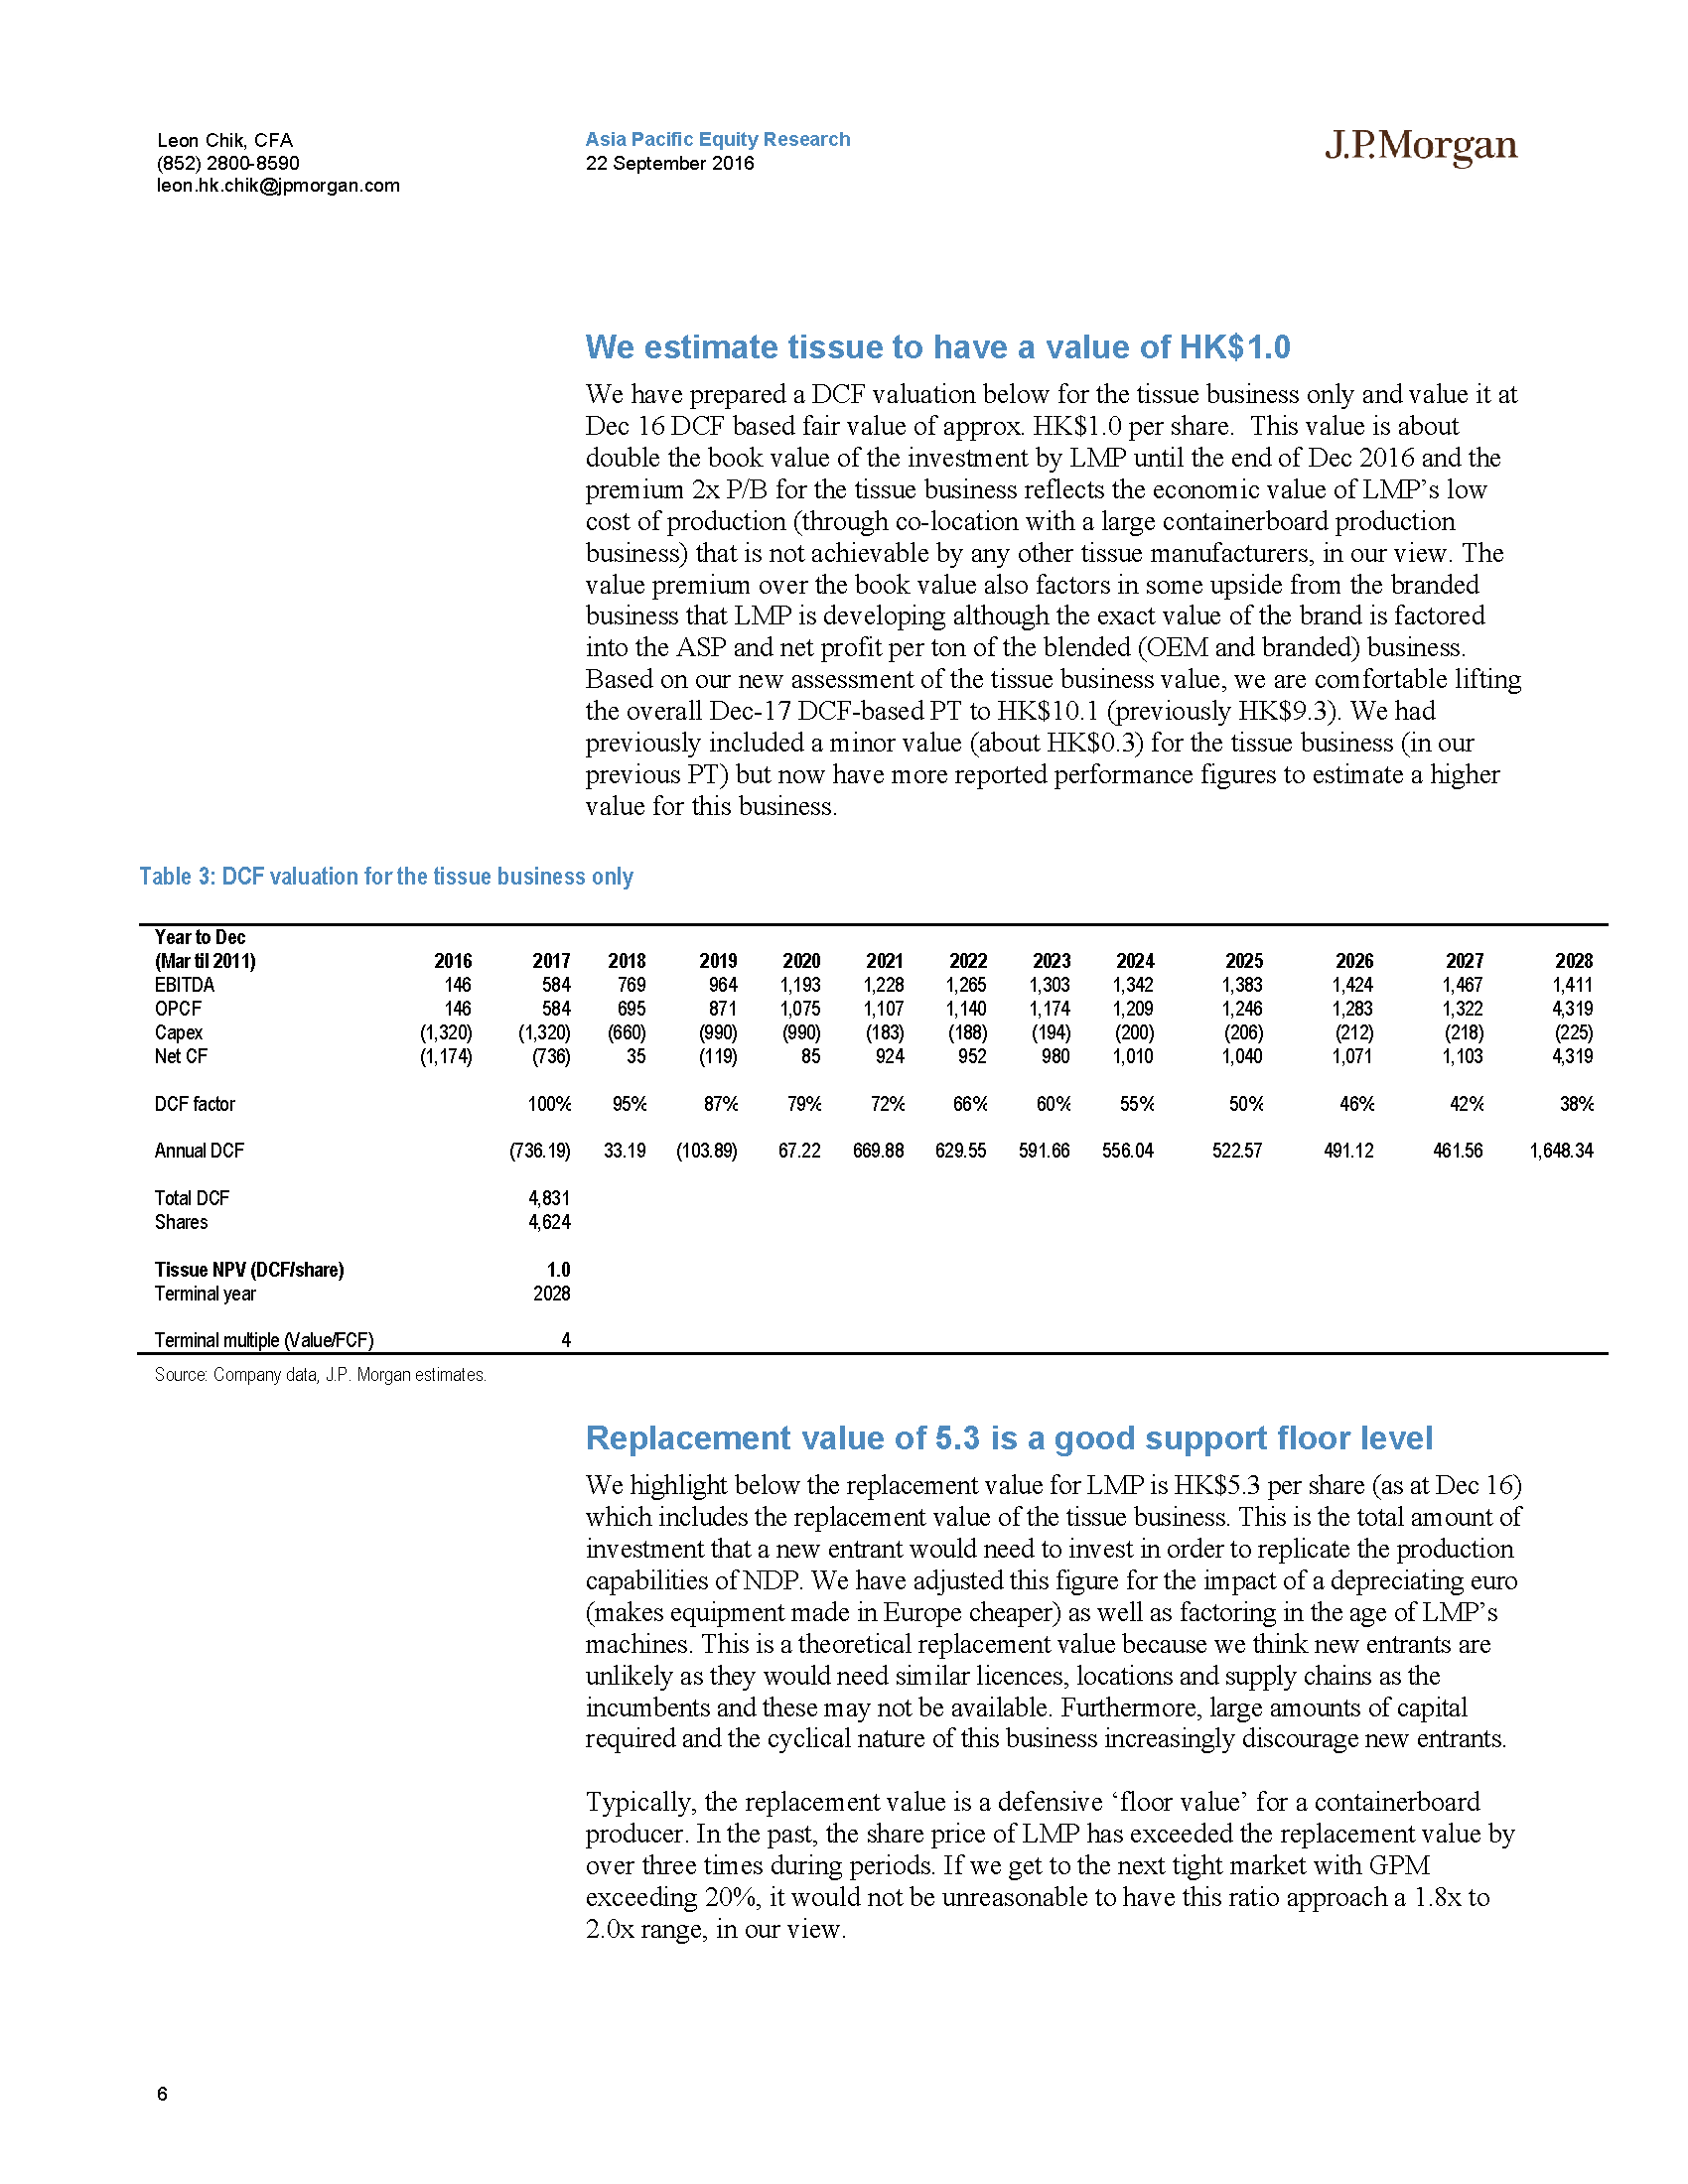 Leon Chik, CFA
(852) 2800-8590
leon.hk.chik@jpmorgan.com
Asia Pacific Equity Research
22 September 2016
J.P.Morgan
We estimate tissue to have a value of HK$1.0
We have prepared a DCF valuation below for the tissue business only and value it at
Dec 16 DCF based fair value of approx. HK$1.0 per share.  This value is about
double the book value of the investment by LMP until the end of Dec 2016 and the
premium 2x P/B for the tissue business reflects the economic value of LMP’s low
cost of production (through co-location with a large containerboard production
business) that is not achievable by any other tissue manufacturers, in our view. The
value premium over the book value also factors in some upside from the branded
business that LMP is developing although the exact value of the brand is factored
into the ASP and net profit per ton of the blended (OEM and branded) business.
Based on our new assessment of the tissue business value, we are comfortable lifting
the overall Dec-17 DCF-based PT to HK$10.1 (previously HK$9.3). We had
previously included a minor value (about HK$0.3) for the tissue business (in our
previous PT) but now have more reported performance figures to estimate a higher
value for this business.
Table 3: DCF valuation for the tissue business only
Year to Dec
(Mar til 2011) 2016 2017 2018 2019 2020 2021 2022 2023 2024 2025 2026 2027 2028
EBITDA 146 584 769 964 1,193 1,228 1,265 1,303 1,342 1,383 1,424 1,467 1,411
OPCF 146 584 695 871 1,075 1,107 1,140 1,174 1,209 1,246 1,283 1,322 4,319
Capex (1,320) (1,320) (660) (990) (990) (183) (188) (194) (200) (206) (212) (218) (225)
Net CF (1,174) (736) 35 (119) 85 924 952 980 1,010 1,040 1,071 1,103 4,319
DCF factor 100% 95% 87% 79% 72% 66% 60% 55% 50% 46% 42% 38%
Annual DCF (736.19) 33.19 (103.89) 67.22 669.88 629.55 591.66 556.04 522.57 491.12 461.56 1,648.34
Total DCF 4,831
Shares 4,624
Tissue NPV (DCF/share) 1.0
Terminal year 2028
Terminal multiple (Value/FCF) 4
Source: Company data, J.P. Morgan estimates.
Replacement value of 5.3 is a good support floor level
We highlight below the replacement value for LMP is HK$5.3 per share (as at Dec 16)
which includes the replacement value of the tissue business. This is the total amount of
investment that a new entrant would need to invest in order to replicate the production
capabilities of NDP. We have adjusted this figure for the impact of a depreciating euro
(makes equipment made in Europe cheaper) as well as factoring in the age of LMP’s
machines. This is a theoretical replacement value because we think new entrants are
unlikely as they would need similar licences, locations and supply chains as the
incumbents and these may not be available. Furthermore, large amounts of capital
required and the cyclical nature of this business increasingly discourage new entrants.
Typically, the replacement value is a defensive ‘floor value’ for a containerboard
producer. In the past, the share price of LMP has exceeded the replacement value by
over three times during periods. If we get to the next tight market with GPM
exceeding 20%, it would not be unreasonable to have this ratio approach a 1.8x to
2.0x range, in our view.
6